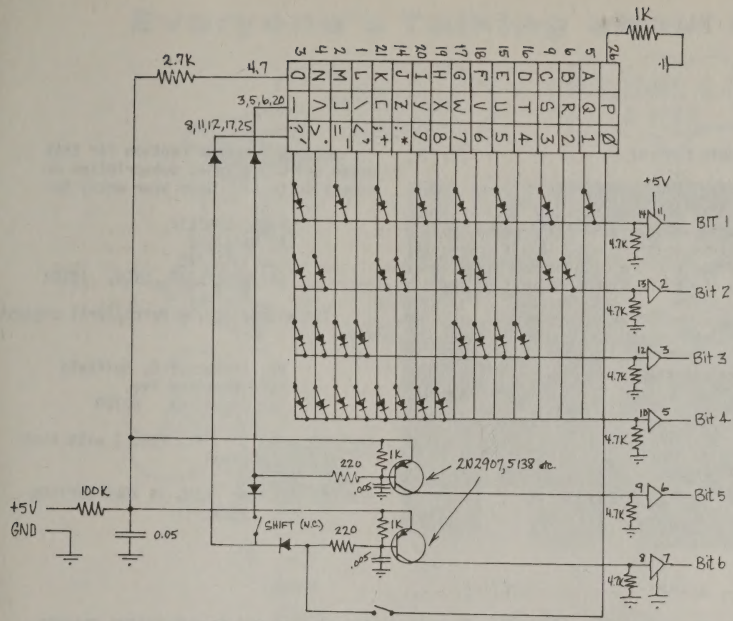 1K
3 4 2 1 21 14 20 19 17 18 15 16 9 6 5 26
2.7K 4,7 O N M L K J I H G F E D C B A
3,5,6,20 — ^ ] \ [ Z Y X W V U T S R Q P
8,11,12,17,25 ?/ >. =- <, ;+ :* 9 8 7 6 5 4 3 2 1 Ø
+5V
14 11 BIT 1
4.7K
13 2 Bit 2
4.7K
12 3 Bit 3
4.7K
10 5 Bit 4
4.7K
1K
220 2N2907,5138 etc.
.005
9 6 Bit 5
4.7K
+5V 100K
GND 0.05
SHIFT (N.C.)
1K
220
.005
8 7 Bit 6
4.7K